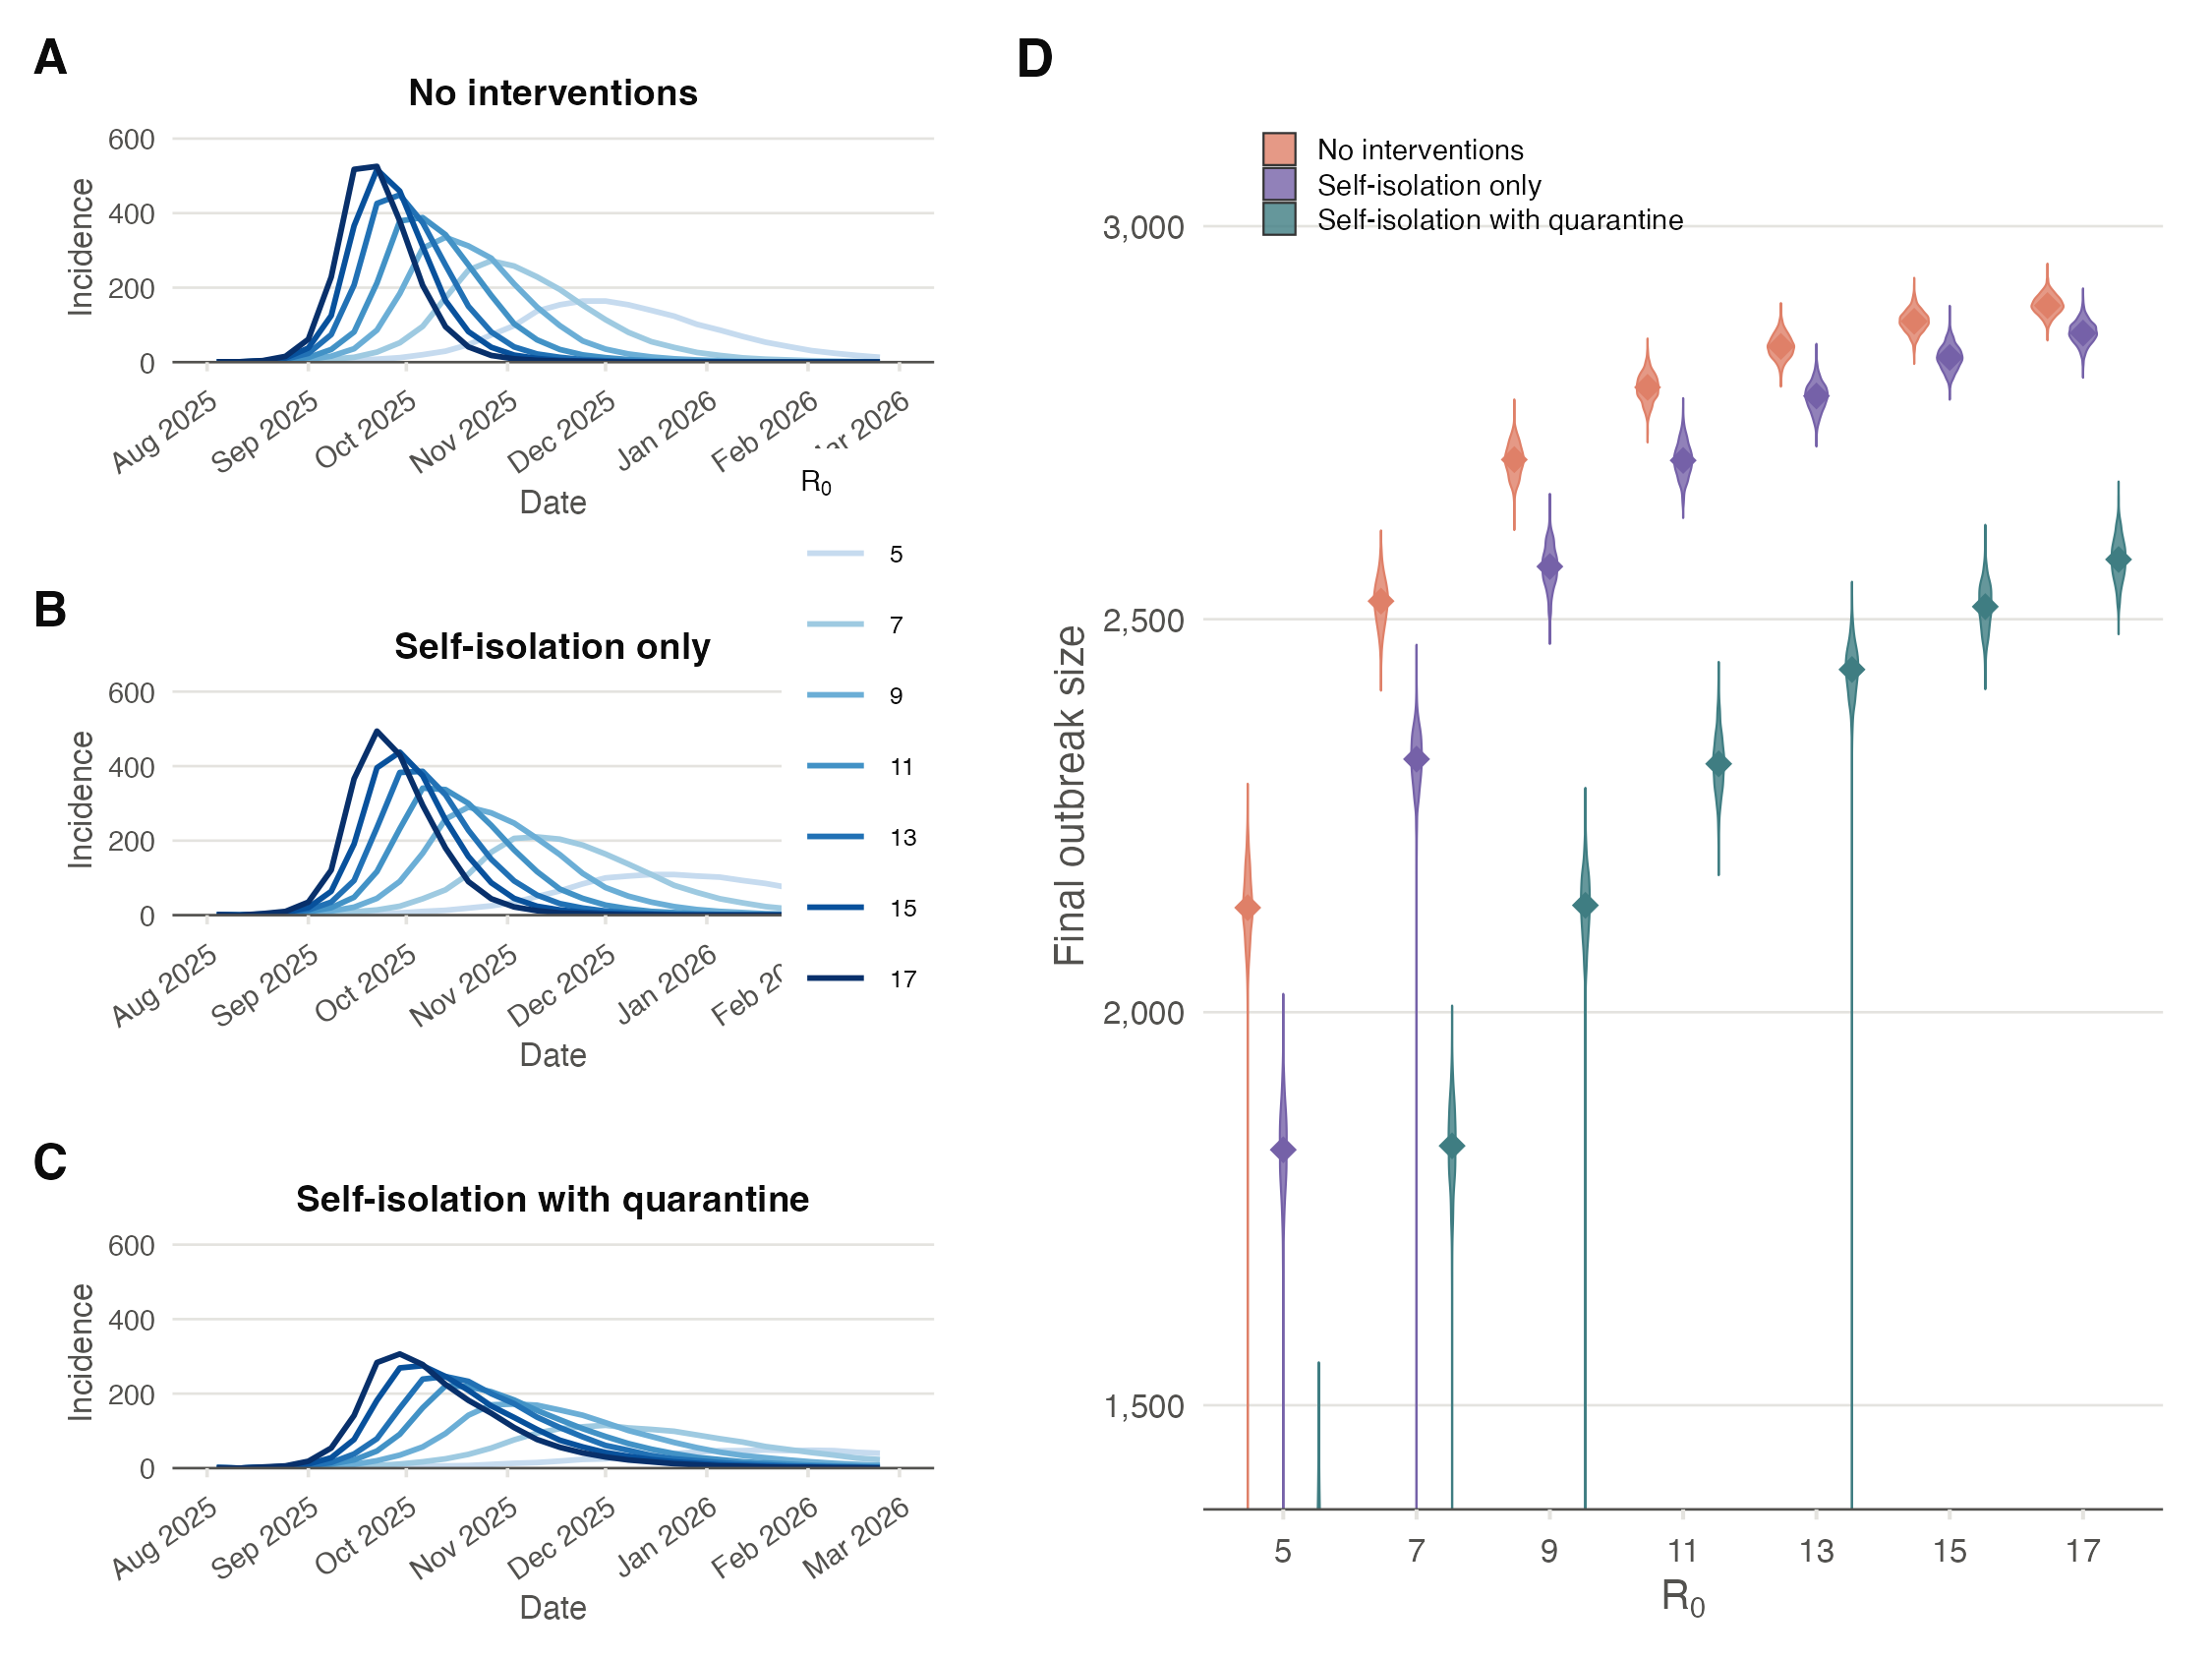 A
No interventions
Incidence
600
400
200
0
Aug 2025
Sep 2025
Oct 2025
Nov 2025
Dec 2025
Jan 2026
Feb 2026
2026
Date
R0
5
7
9
11
13
15
17
B
Self-isolation only
Incidence
600
400
200
0
Aug 2025
Sep 2025
Oct 2025
Nov 2025
Dec 2025
Jan 2026
Feb
Date
C
Self-isolation with quarantine
Incidence
600
400
200
0
Aug 2025
Sep 2025
Oct 2025
Nov 2025
Dec 2025
Jan 2026
Feb 2026
Mar 2026
Date
D
No interventions
Self-isolation only
Self-isolation with quarantine
Final outbreak size
3,000
2,500
2,000
1,500
5
7
9
11
13
15
17
R0